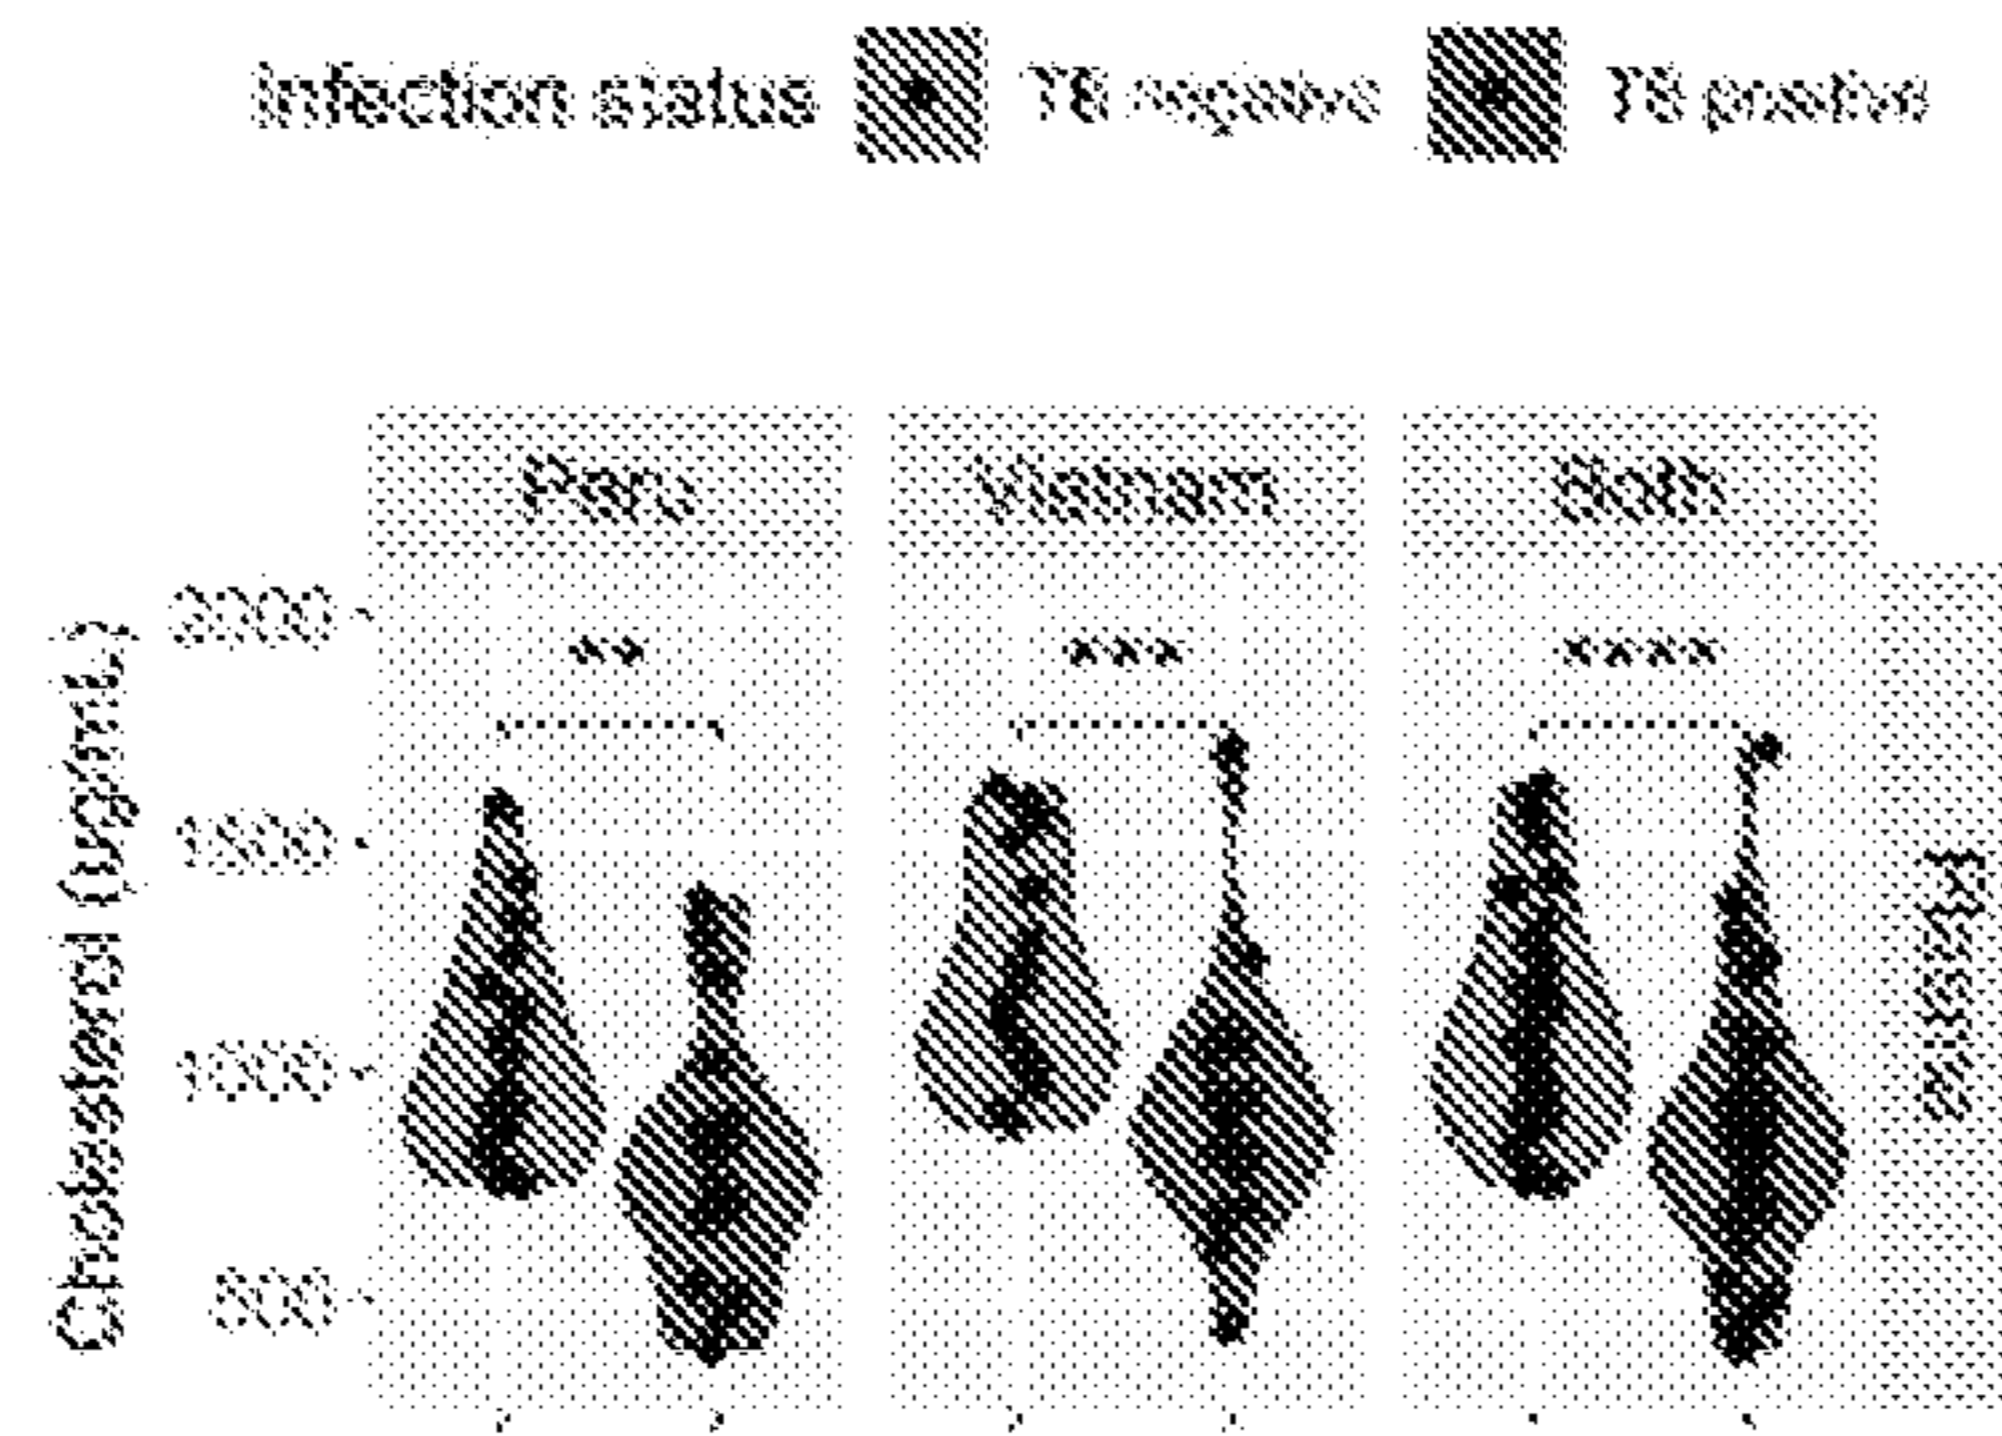 Infection status TB negative TB positive
Peru Vietnam Both
** *** ****
Cholesterol (ug/mL)
2000
1500
1000
500